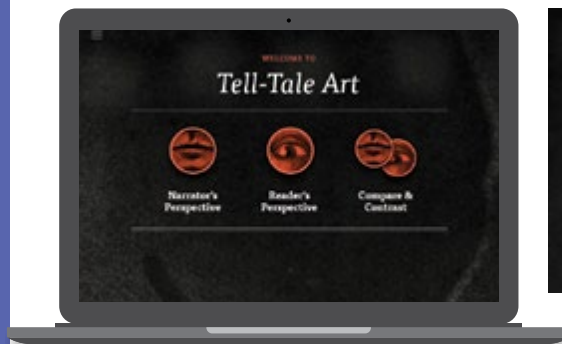 WELCOME TO
Tell-Tale Art
Narrator's
Perspective
Reader's
Perspective
Compare &
Contrast